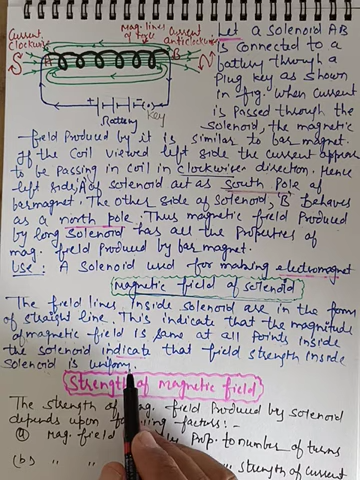 Current clockwise
Mag. lines of force
Current anticlockwise
A
B
S
N
+
-
Battery
Key
Let a solenoid AB
is connected to a
battery through a
Plug key as shown
in fig. when current
is passed through the
solenoid, the magnetic
field produced by it is similar to bar magnet.
If the Coil viewed left side the current appears
to be passing in coil in clockwise direction. Hence
left side 'A' of solenoid act as South Pole of
barmagnet. The other side of solenoid, B behaves
as a north pole. Thus magnetic field Produced
by long solenoid has all the Propetres of
mag. field produced by bar magnet.
Use: A solenoid used for making electromagnet
Magnetic field of solenoid
The field lines inside solenoid are in the form
of straight line. This indicate that the magnitude
of magnetic field is same at all points inside
the solenoid indicate that field strength inside
solenoid is uniform.
Strength of magnetic field
The strength of mag. field Produced by solenoid
depends upon following factors:-
(a) Mag. field Prop. to number of turns
(b) " " " strength of current